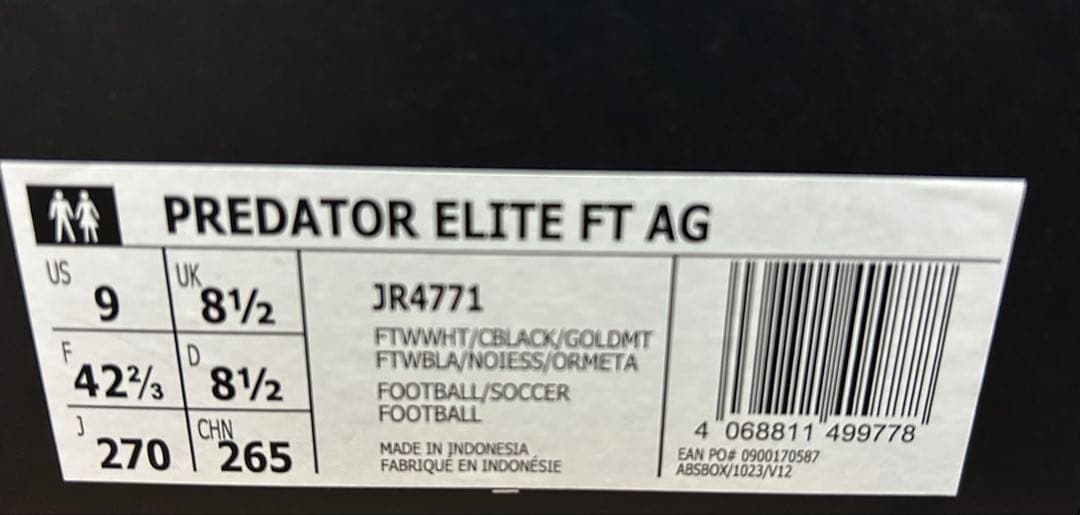 PREDATOR ELITE FT AG
US 9
UK 8½
F 42⅔
D 8½
J 270
CHN 265
JR4771
FTWWHT/CBLACK/GOLDMT
FTWBLA/NOIESS/ORMETA
FOOTBALL/SOCCER
FOOTBALL
MADE IN INDONESIA
FABRIQUÉ EN INDONÉSIE
4 068811 499778
EAN PO# 0900170587
ABSBOX/1023/V12